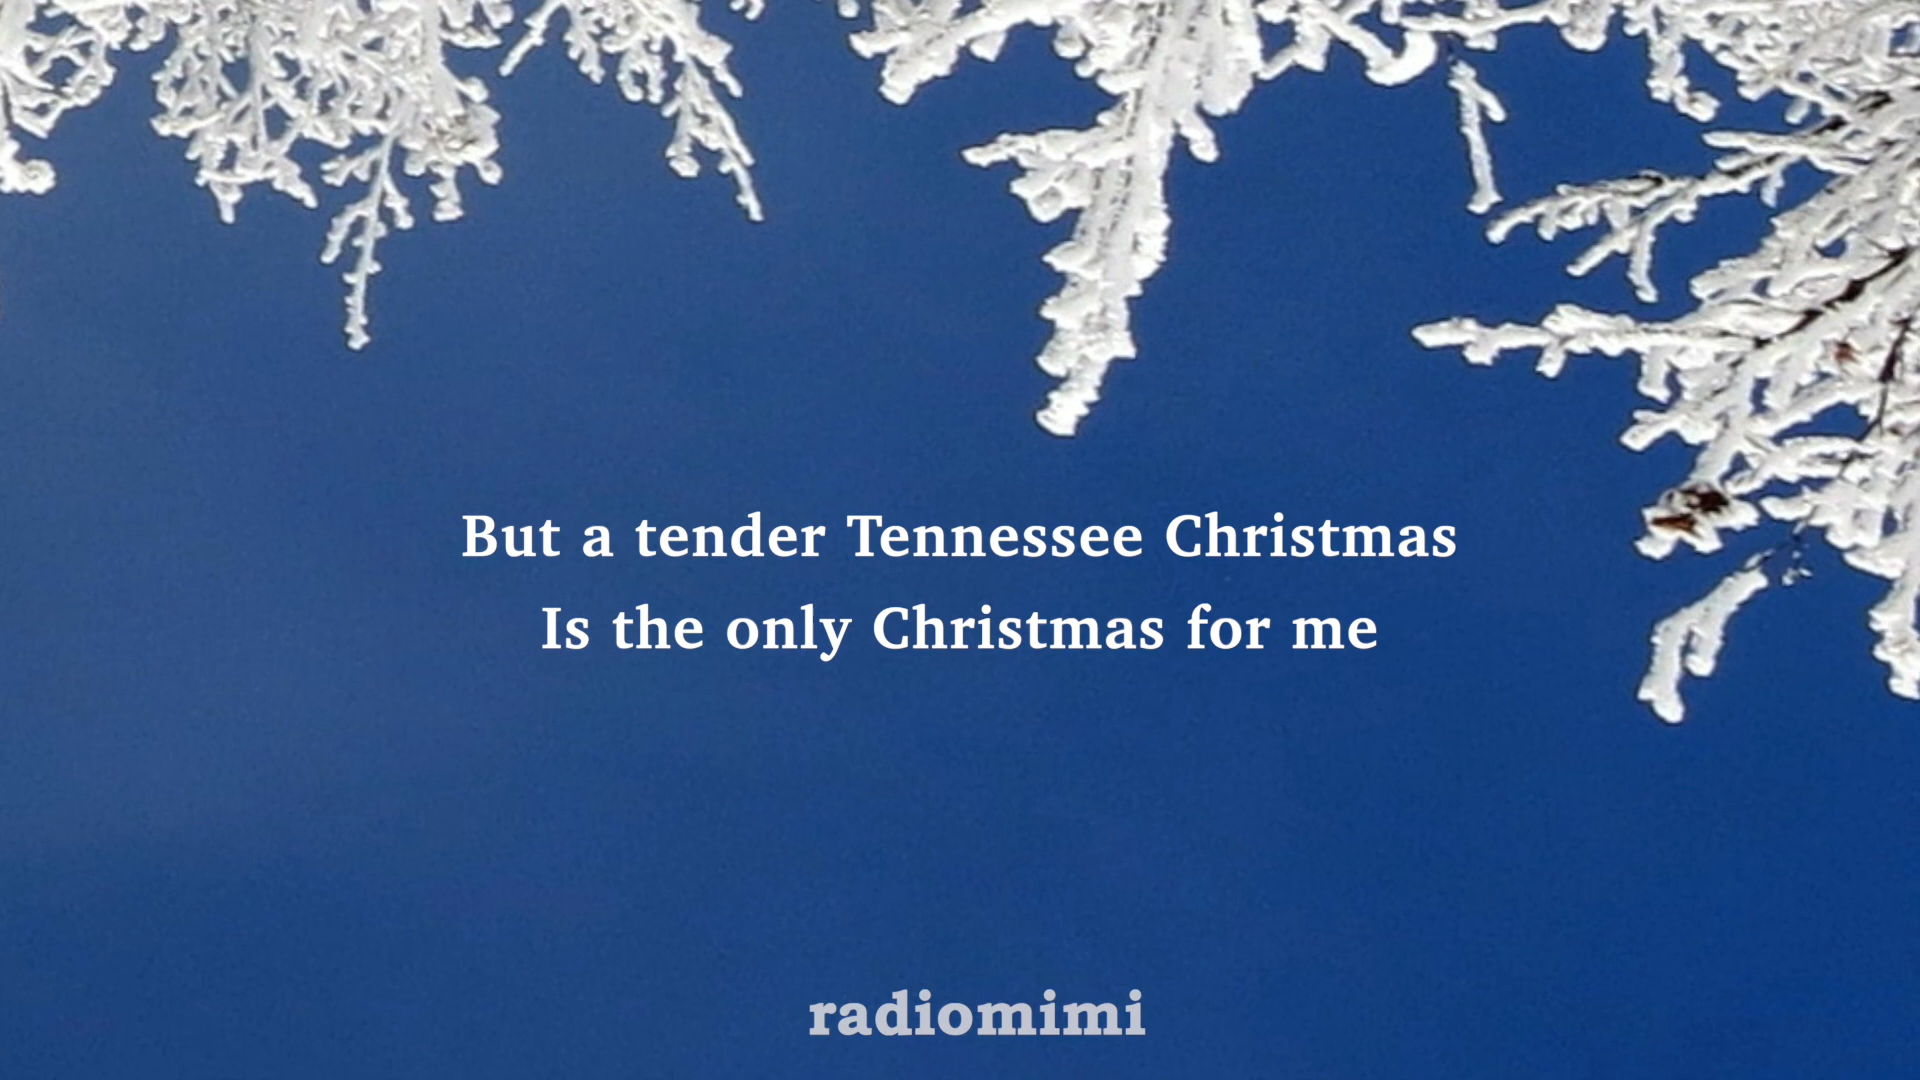 But a tender Tennessee Christmas
Is the only Christmas for me
radiomimi